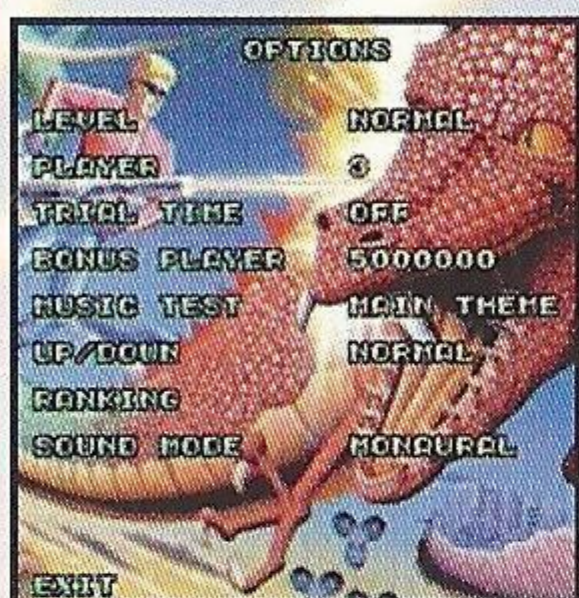 OPTIONS
LEVEL NORMAL
PLAYER 3
TRIAL TIME OFF
BONUS PLAYER 5000000
MUSIC TEST MAIN THEME
UP/DOWN NORMAL
RANKING
SOUND MODE MONAURAL
EXIT